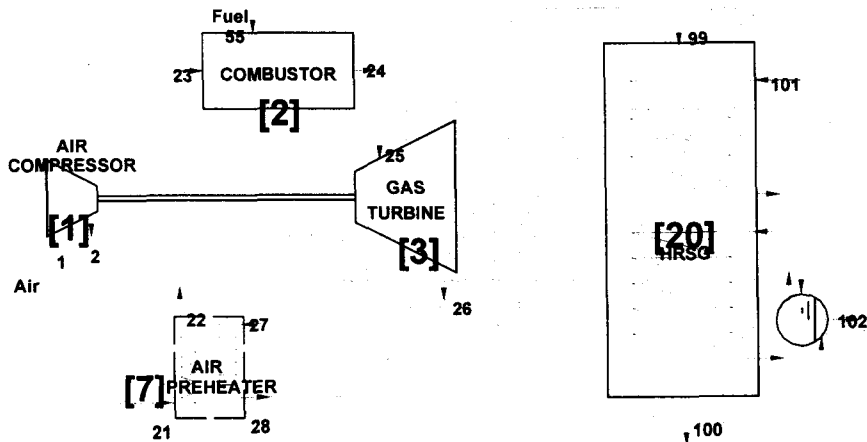 Fuel
55
99
23
COMBUSTOR
24
101
[2]
AIR
COMPRESSOR
25
GAS
TURBINE
[1]
[3]
[20]
HRSG
1
2
Air
26
22
27
102
AIR
[7]
PREHEATER
21
28
100